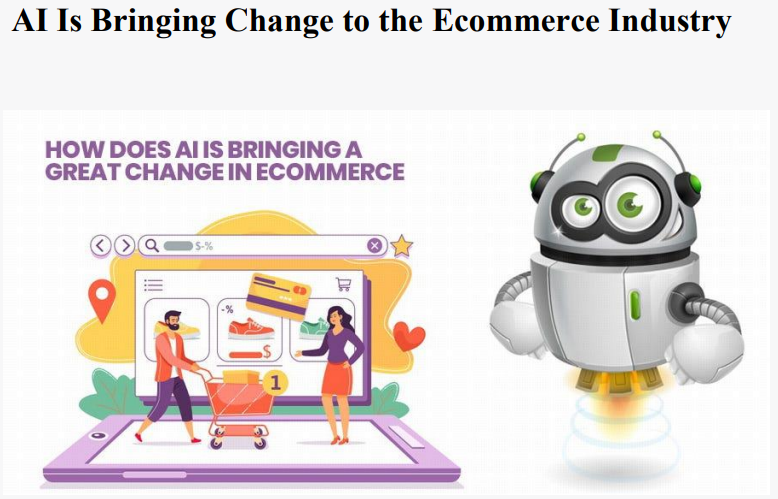 AI Is Bringing Change to the Ecommerce Industry
HOW DOES AI IS BRINGING A
GREAT CHANGE IN ECOMMERCE
$-%
-%
$
1